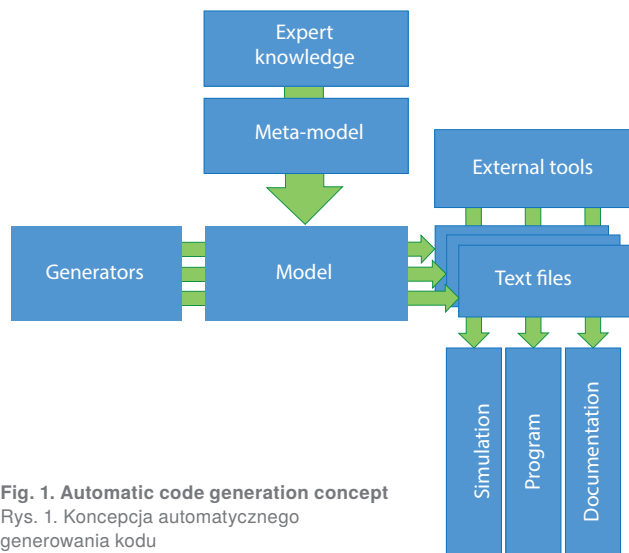 Expert
knowledge
Meta-model
External tools
Generators
Model
Text files
Simulation
Program
Documentation
Fig. 1. Automatic code generation concept
Rys. 1. Koncepcja automatycznego
generowania kodu